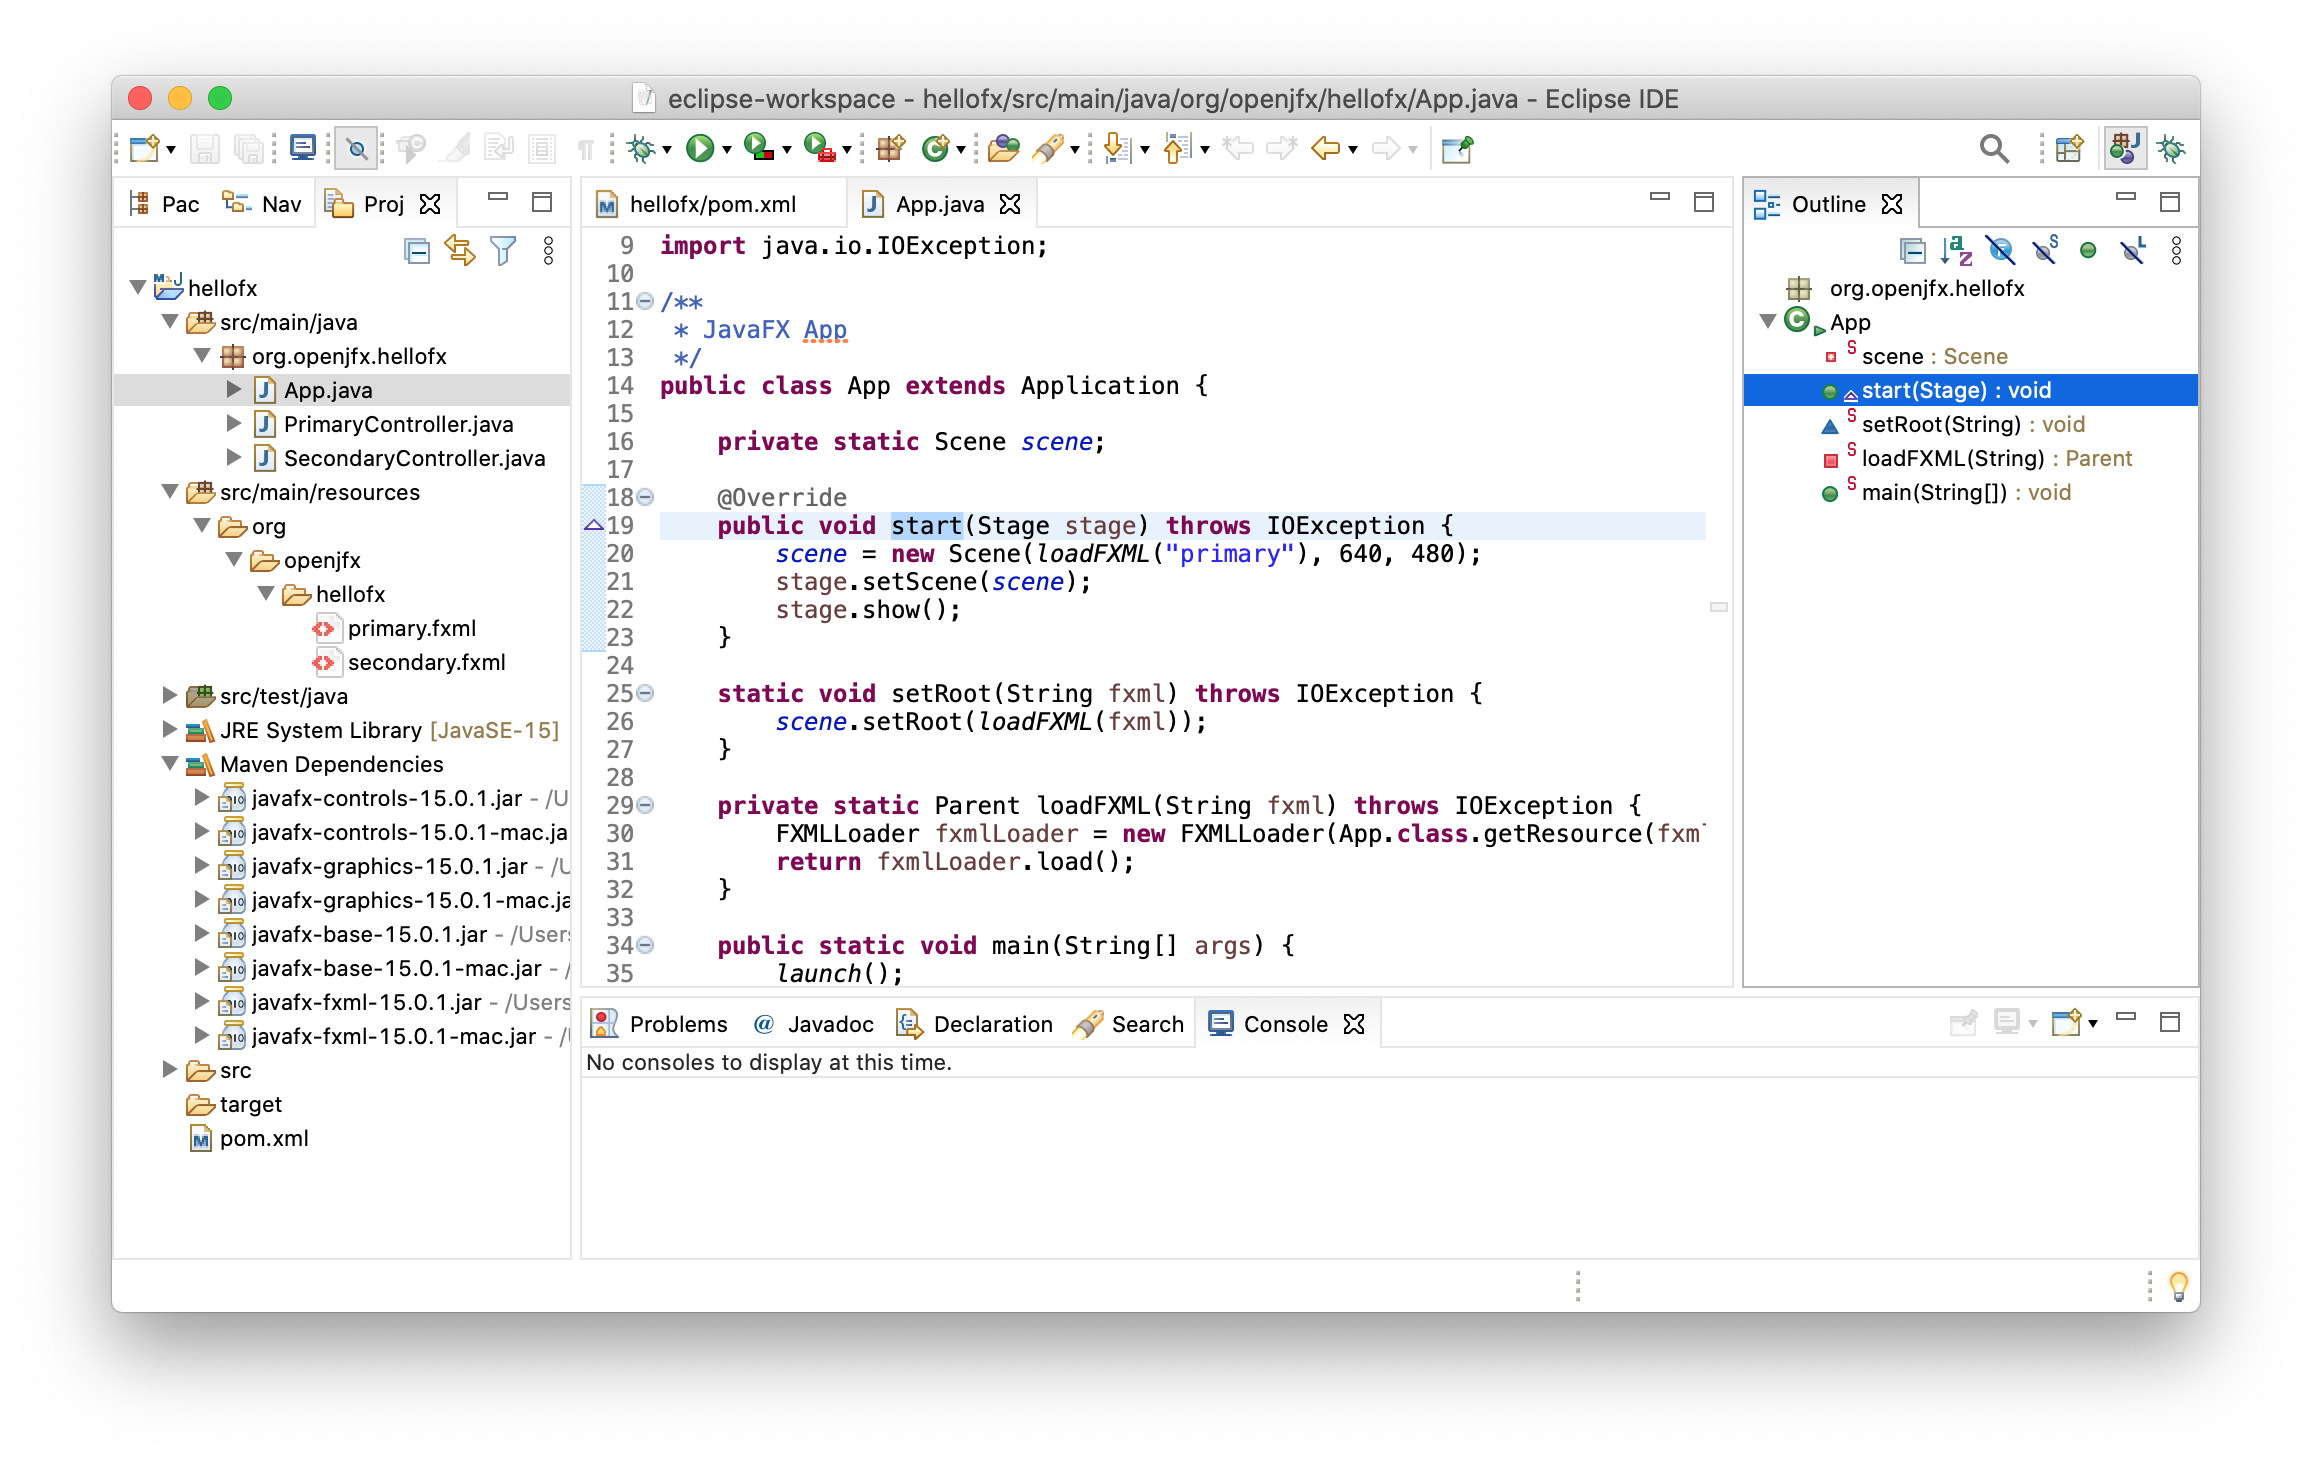 eclipse-workspace - hellofx/src/main/java/org/openjfx/hellofx/App.java - Eclipse IDE
Pac
Nav
Proj
hellofx
src/main/java
org.openjfx.hellofx
App.java
PrimaryController.java
SecondaryController.java
src/main/resources
org
openjfx
hellofx
primary.fxml
secondary.fxml
src/test/java
JRE System Library [JavaSE-15]
Maven Dependencies
javafx-controls-15.0.1.jar - /U
javafx-controls-15.0.1-mac.ja
javafx-graphics-15.0.1.jar - /U
javafx-graphics-15.0.1-mac.ja
javafx-base-15.0.1.jar - /User
javafx-base-15.0.1-mac.jar - /
javafx-fxml-15.0.1.jar - /Users
javafx-fxml-15.0.1-mac.jar - /
src
target
pom.xml
hellofx/pom.xml
App.java
9 import java.io.IOException;
10
11 /**
12  * JavaFX App
13  */
14 public class App extends Application {
15
16     private static Scene scene;
17
18     @Override
19     public void start(Stage stage) throws IOException {
20         scene = new Scene(loadFXML("primary"), 640, 480);
21         stage.setScene(scene);
22         stage.show();
23     }
24
25     static void setRoot(String fxml) throws IOException {
26         scene.setRoot(loadFXML(fxml));
27     }
28
29     private static Parent loadFXML(String fxml) throws IOException {
30         FXMLLoader fxmlLoader = new FXMLLoader(App.class.getResource(fxm
31         return fxmlLoader.load();
32     }
33
34     public static void main(String[] args) {
35         launch();
Outline
org.openjfx.hellofx
App
scene : Scene
start(Stage) : void
setRoot(String) : void
loadFXML(String) : Parent
main(String[]) : void
Problems
Javadoc
Declaration
Search
Console
No consoles to display at this time.